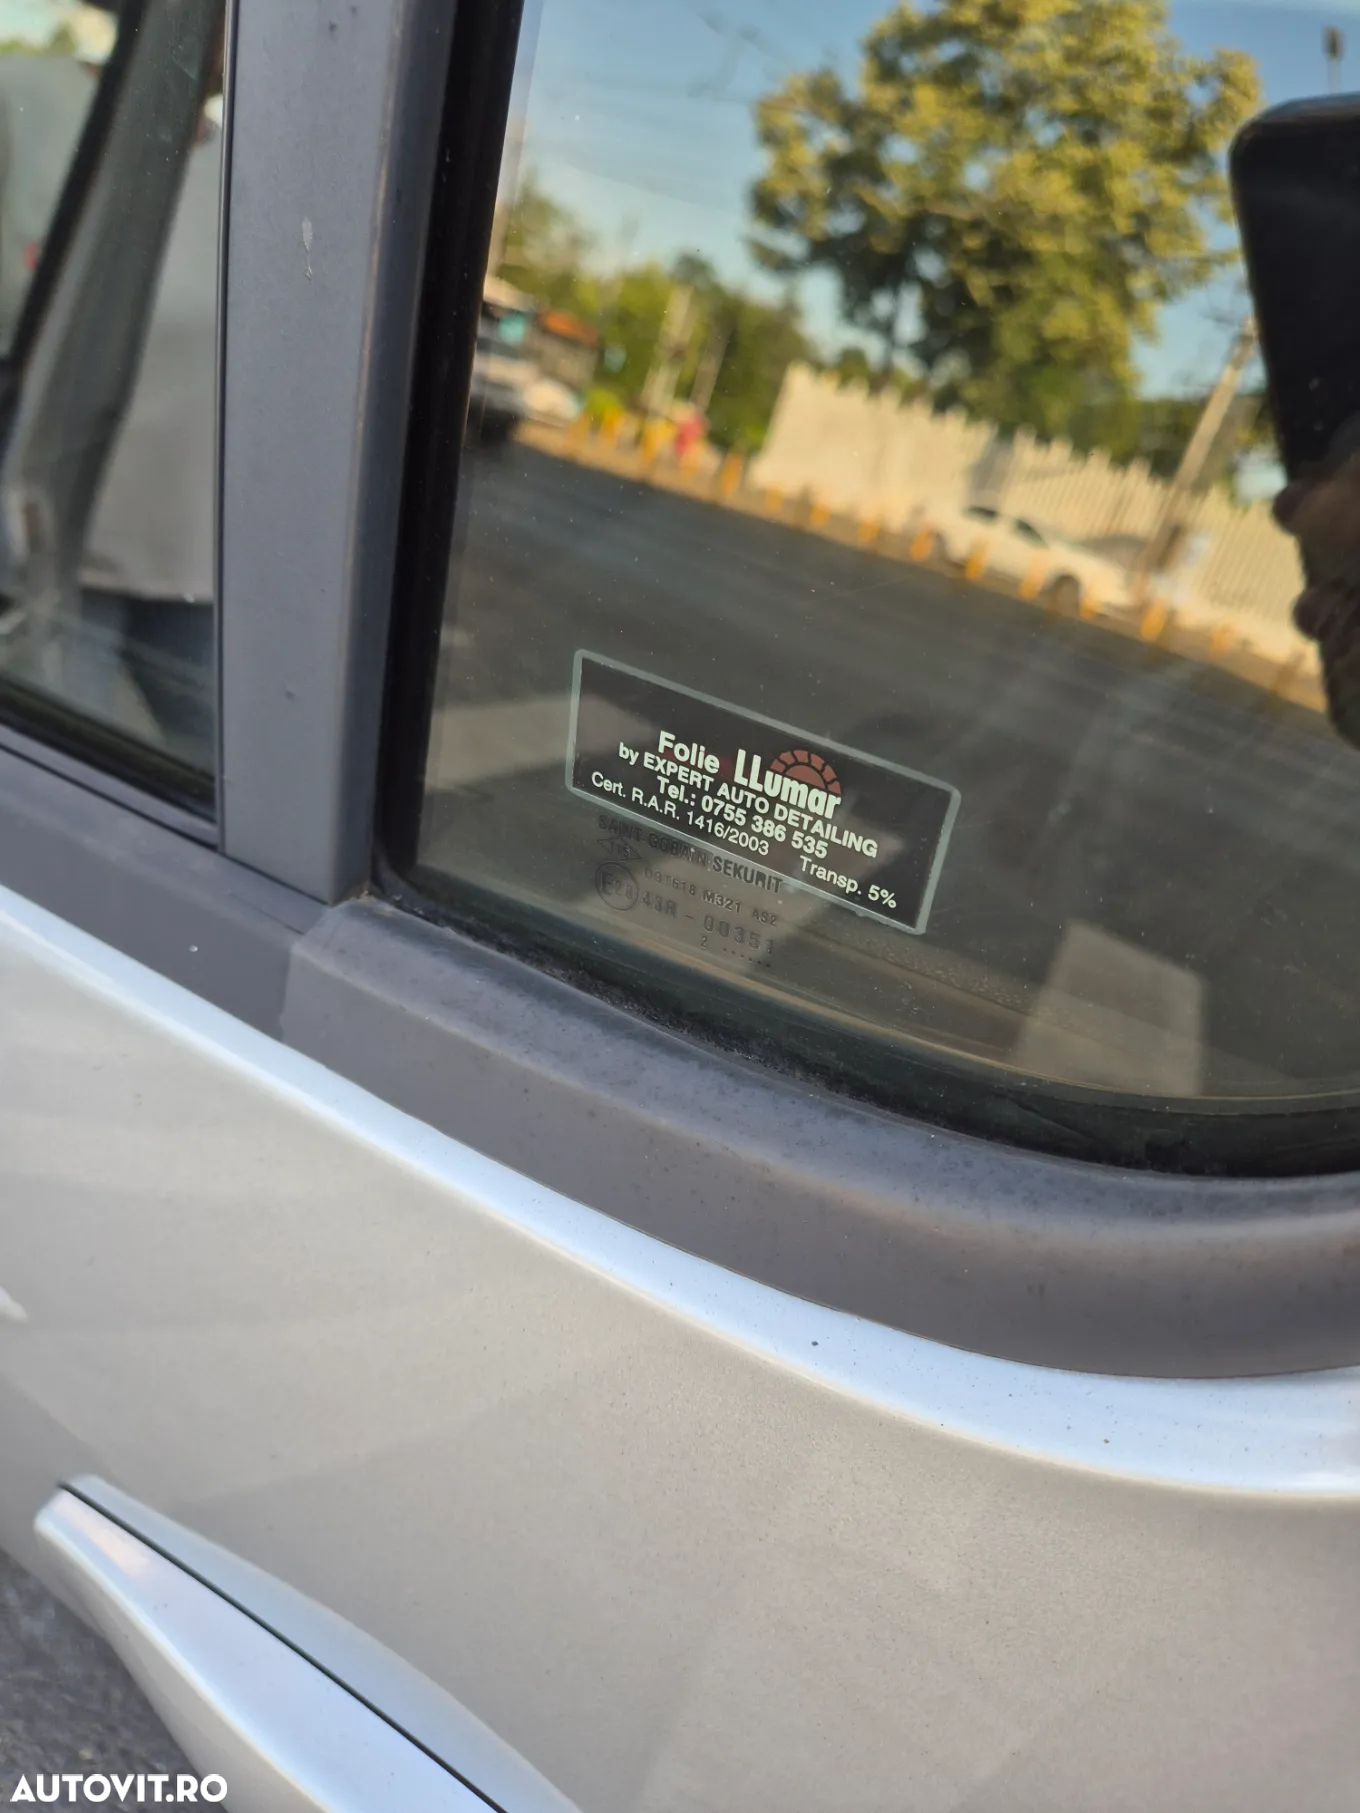 Folie LLumar
by EXPERT AUTO DETAILING
Tel.: 0755 386 535
Cert. R.A.R. 1416/2003 Transp. 5%
SAINT GOBAIN SEKURIT
M321 AS2
43R - 00351
2 ......
AUTOVIT.RO